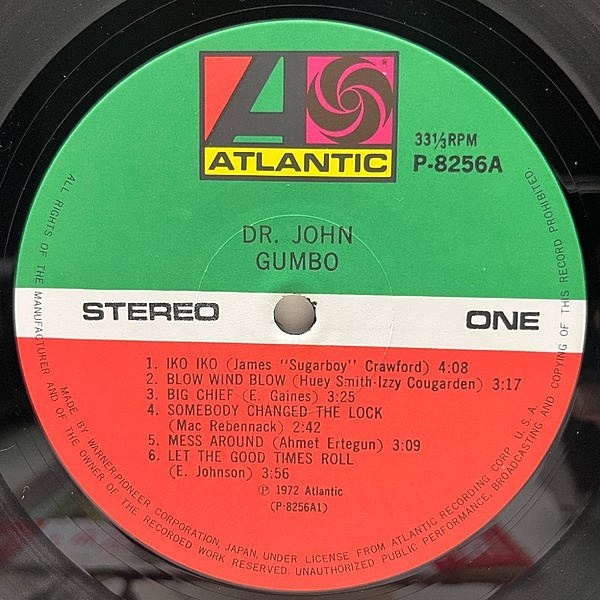 ATLANTIC
®
33⅓RPM
P-8256A
DR. JOHN
GUMBO
STEREO
ONE
1. IKO IKO (James "Sugarboy" Crawford) 4:08
2. BLOW WIND BLOW (Huey Smith-Izzy Cougarden) 3:17
3. BIG CHIEF (E. Gaines) 3:25
4. SOMEBODY CHANGED THE LOCK
(Mac Rebennack) 2:42
5. MESS AROUND (Ahmet Ertegun) 3:09
6. LET THE GOOD TIMES ROLL
(E. Johnson) 3:56
℗ 1972 Atlantic
(P-8256A1)
MADE BY WARNER-PIONEER CORPORATION, JAPAN, UNDER LICENSE FROM ATLANTIC RECORDING CORP. U.S.A.
ALL RIGHTS OF THE MANUFACTURER AND OF THE OWNER OF THE RECORDED WORK RESERVED. UNAUTHORIZED PUBLIC PERFORMANCE, BROADCASTING AND COPYING OF THIS RECORD PROHIBITED.